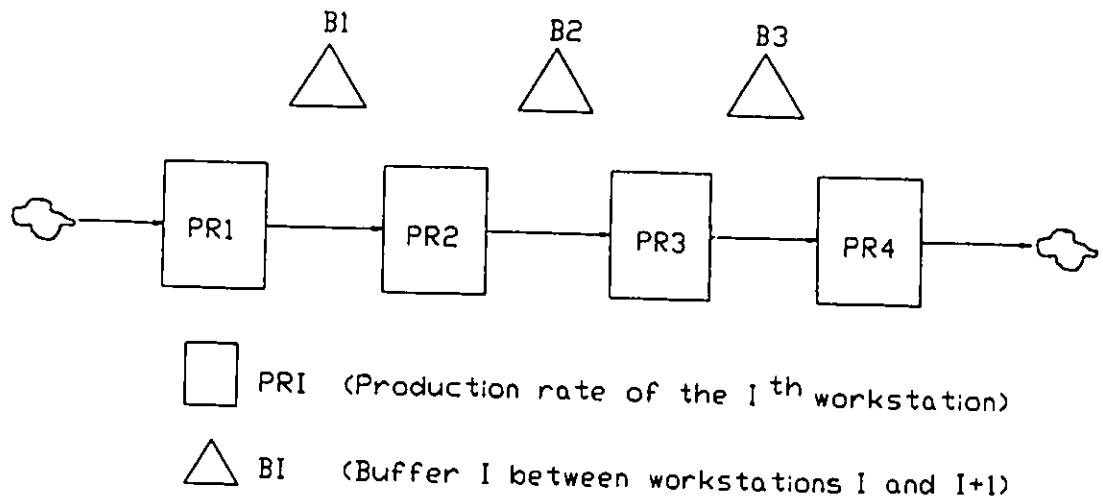 B1
B2
B3
PR1
PR2
PR3
PR4
PRI (Production rate of the I th workstation)
BI (Buffer I between workstations I and I+1)